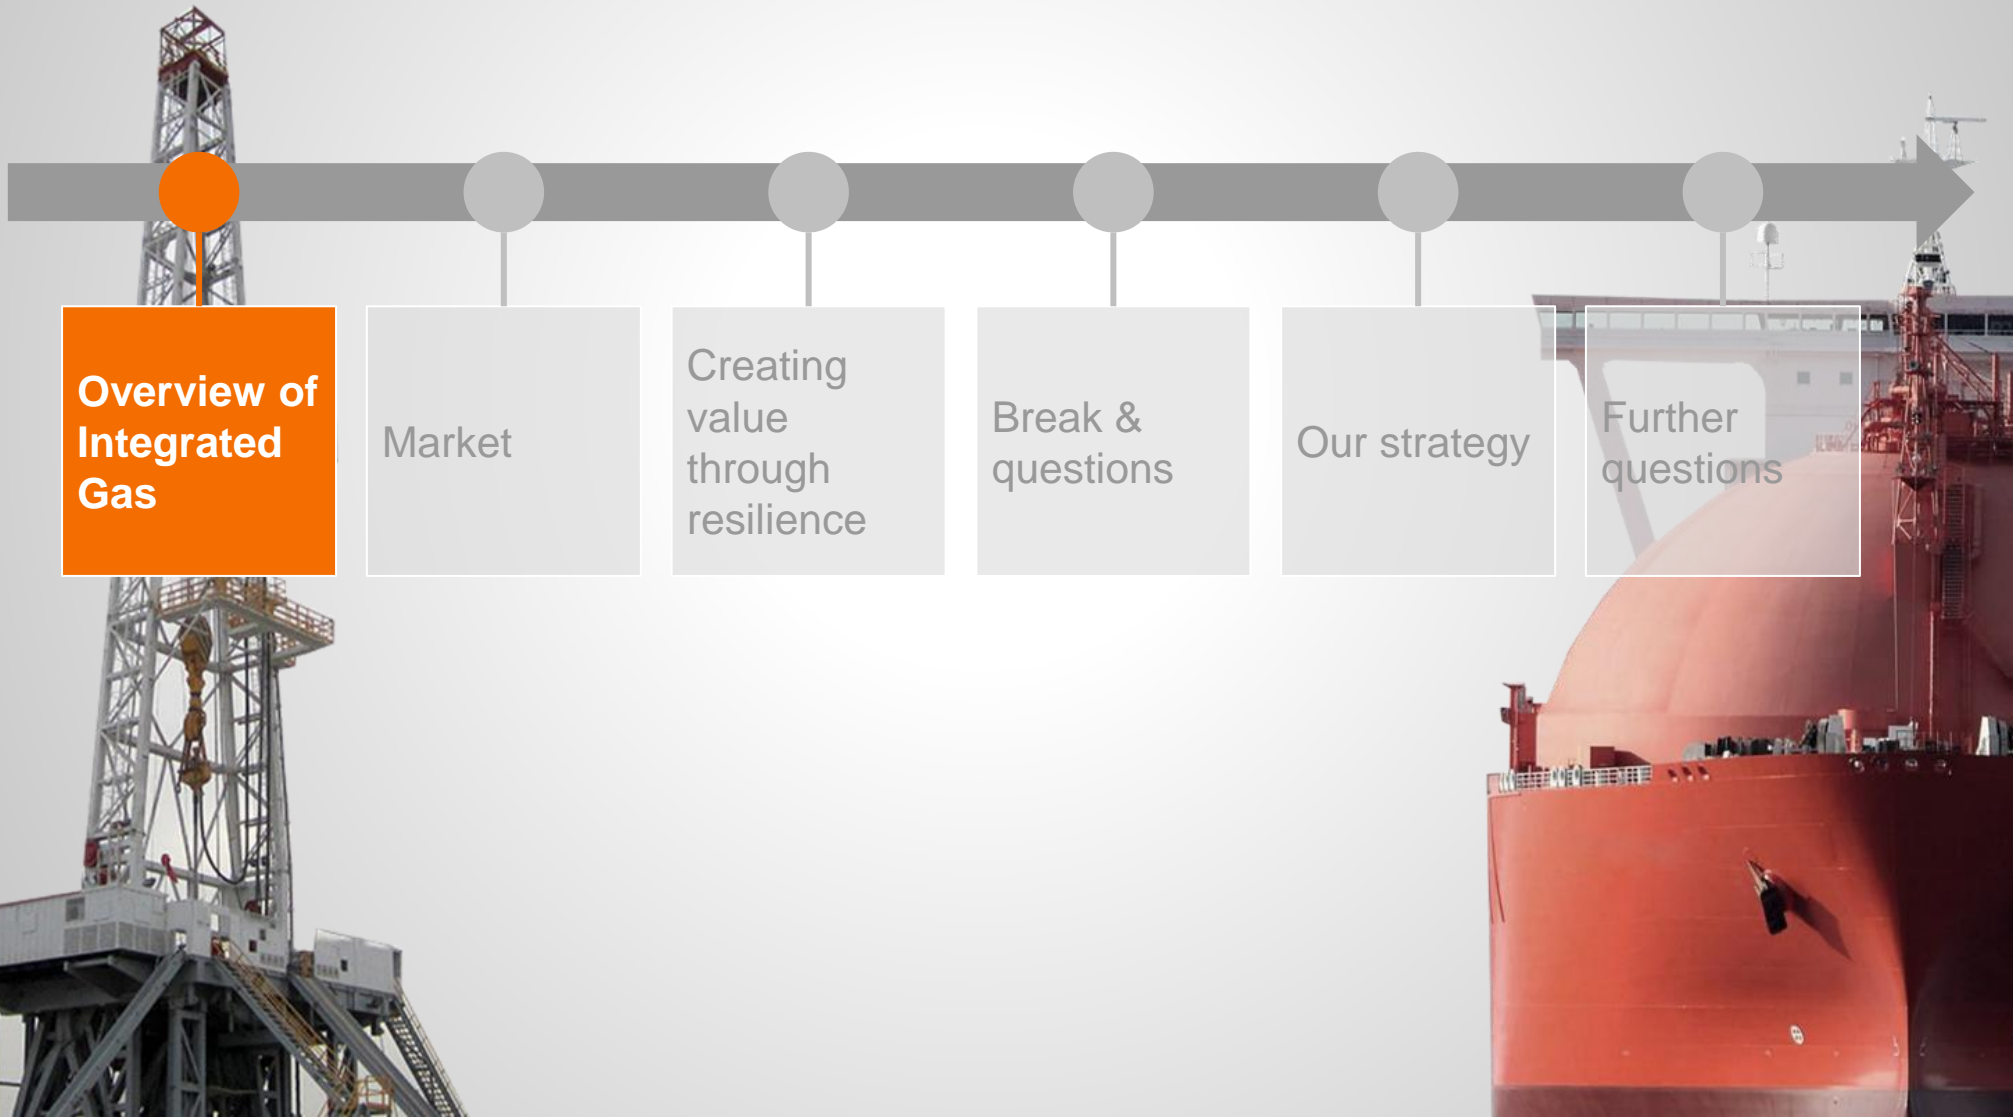 Overview of
Integrated
Gas
Market
Creating
value
through
resilience
Break &
questions
Our strategy
Further
questions